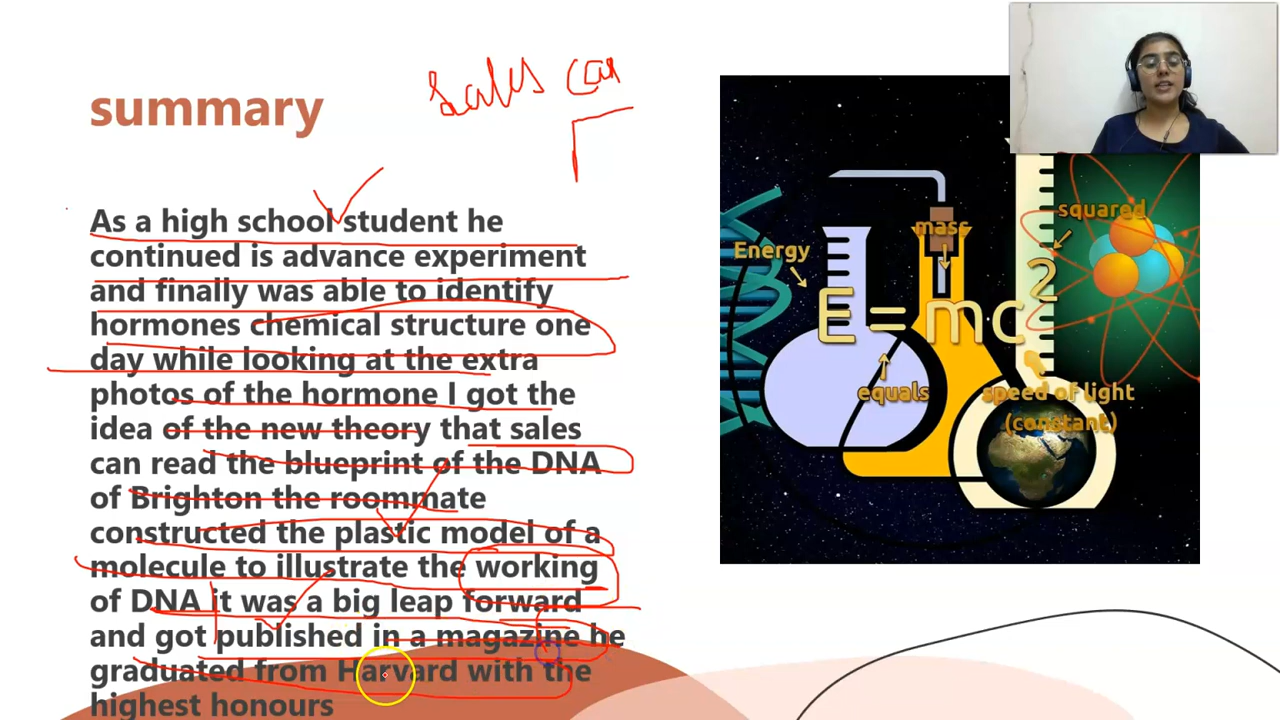 summary
sales can
As a high school student he
continued is advance experiment
and finally was able to identify
hormones chemical structure one
day while looking at the extra
photos of the hormone I got the
idea of the new theory that sales
can read the blueprint of the DNA
of Brighton the roommate
constructed the plastic model of a
molecule to illustrate the working
of DNA it was a big leap forward
and got published in a magazine he
graduated from Harvard with the
highest honours
squared
mass
Energy
E = mc2
equals
speed of light
(constant)